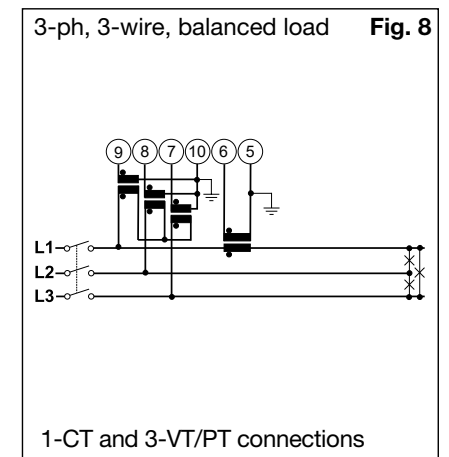 3-ph, 3-wire, balanced load Fig. 8
9 8 7 10 6 5
L1
L2
L3
1-CT and 3-VT/PT connections